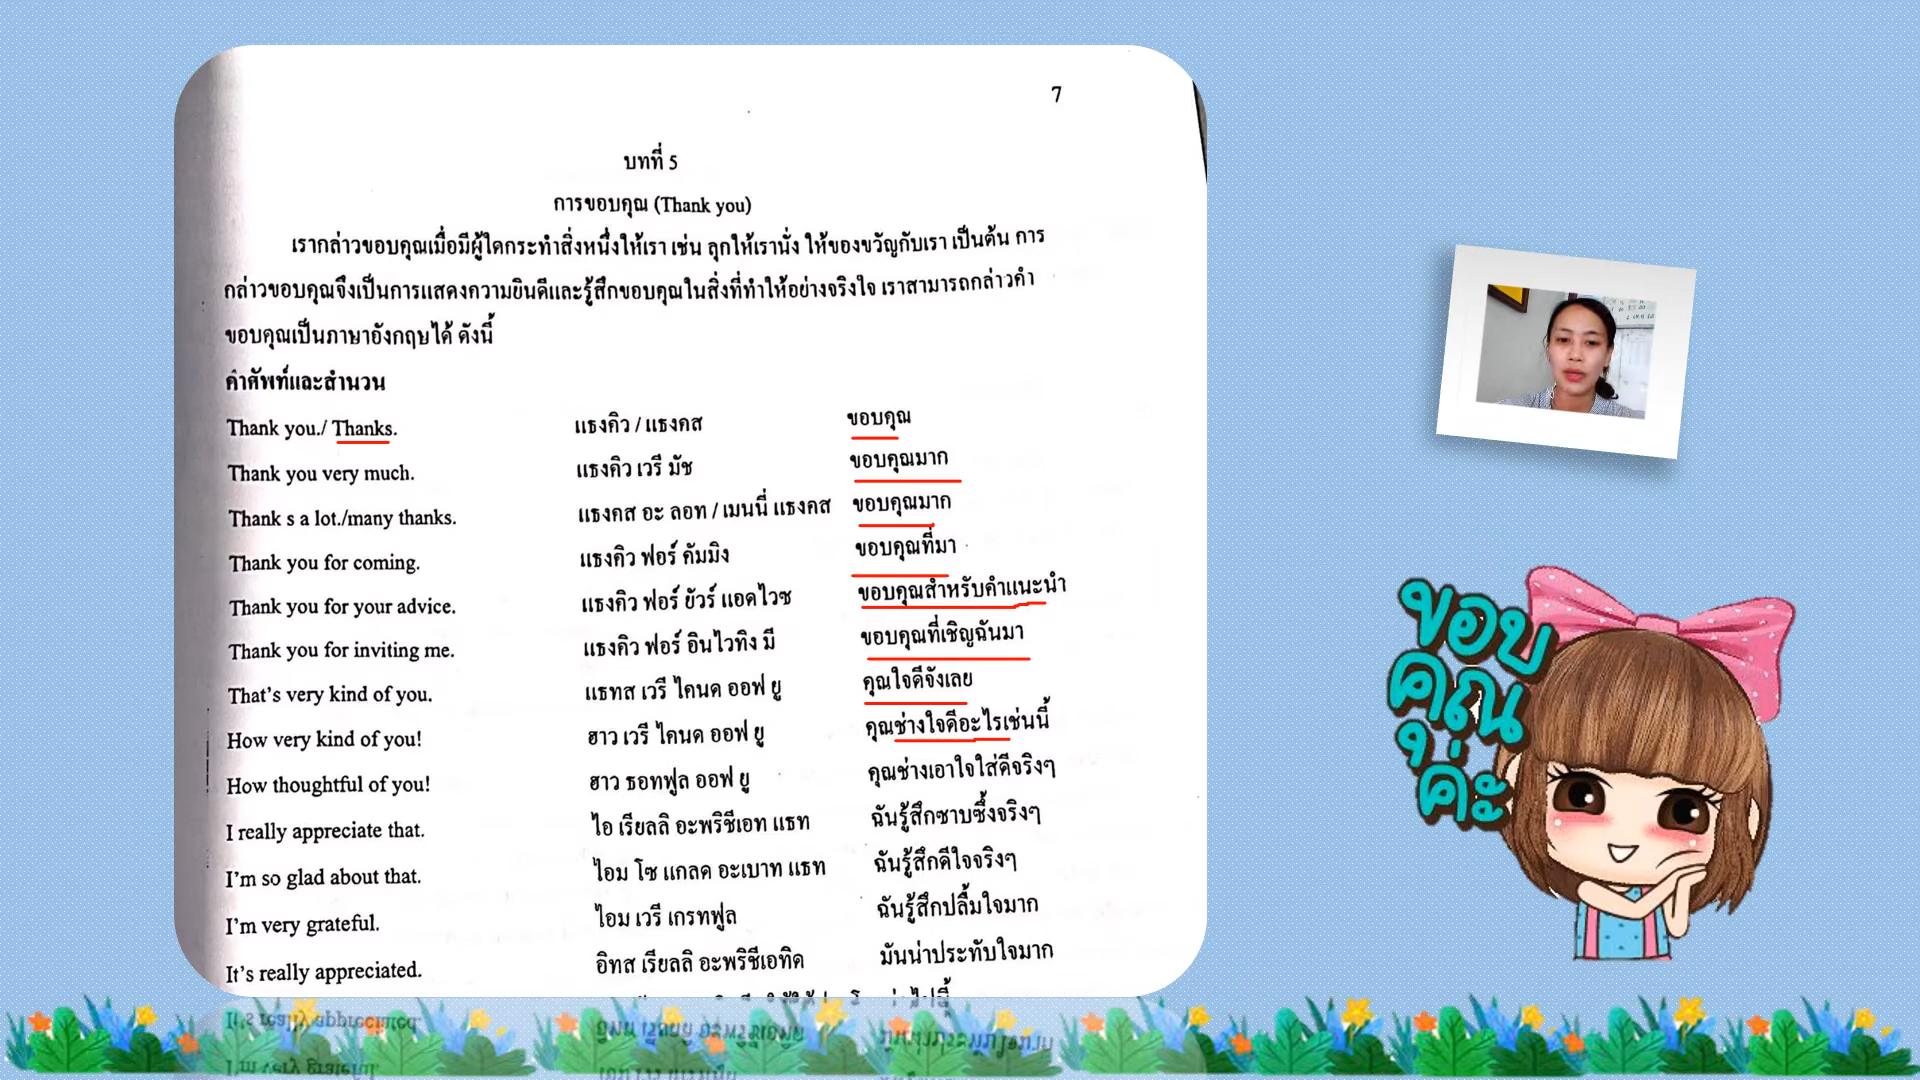 7
บทที่ 5
การขอบคุณ (Thank you)
เรากล่าวขอบคุณเมื่อมีผู้ใดกระทำสิ่งหนึ่งให้เรา เช่น ลุกให้เรานั่ง ให้ของขวัญกับเรา เป็นต้น การ
กล่าวขอบคุณจึงเป็นการแสดงความยินดีและรู้สึกขอบคุณในสิ่งที่ทำให้อย่างจริงใจ เราสามารถกล่าวคำ
ขอบคุณเป็นภาษาอังกฤษได้ ดังนี้
คำศัพท์และสำนวน
Thank you./ Thanks. แธงคิว / แธงคส ขอบคุณ
Thank you very much. แธงคิว เวรี มัช ขอบคุณมาก
Thank s a lot./many thanks. แธงคส อะ ลอท / เมนนี่ แธงคส ขอบคุณมาก
Thank you for coming. แธงคิว ฟอร์ คัมมิง ขอบคุณที่มา
Thank you for your advice. แธงคิว ฟอร์ ยัวร์ แอดไวซ ขอบคุณสำหรับคำแนะนำ
Thank you for inviting me. แธงคิว ฟอร์ อินไวทิง มี ขอบคุณที่เชิญฉันมา
That's very kind of you. แธทส เวรี ไคนด ออฟ ยู คุณใจดีจังเลย
How very kind of you! ฮาว เวรี ไคนด ออฟ ยู คุณช่างใจดีอะไรเช่นนี้
How thoughtful of you! ฮาว ธอทฟูล ออฟ ยู คุณช่างเอาใจใส่ดีจริงๆ
I really appreciate that. ไอ เรียลลิ อะพริชีเอท แธท ฉันรู้สึกซาบซึ้งจริงๆ
I'm so glad about that. ไอม โซ แกลด อะเบาท แธท ฉันรู้สึกดีใจจริงๆ
I'm very grateful. ไอม เวรี เกรทฟูล ฉันรู้สึกปลื้มใจมาก
It's really appreciated. อิทส เรียลลิ อะพริชีเอทิด มันน่าประทับใจมาก
ขอบ
คุณ
ค่ะ